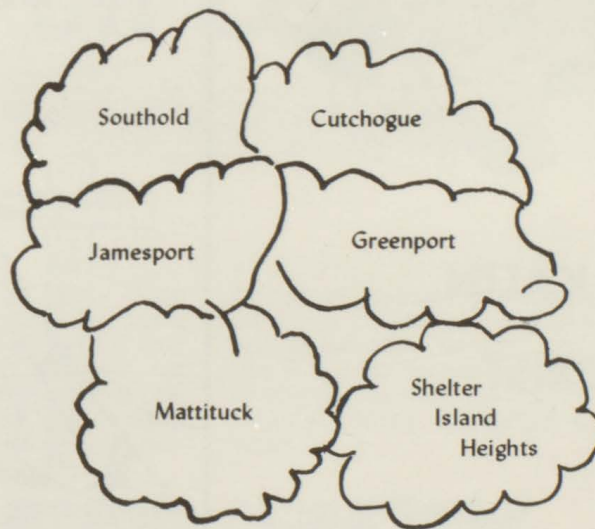 Southold
Cutchogue
Jamesport
Greenport
Mattituck
Shelter
Island
Heights